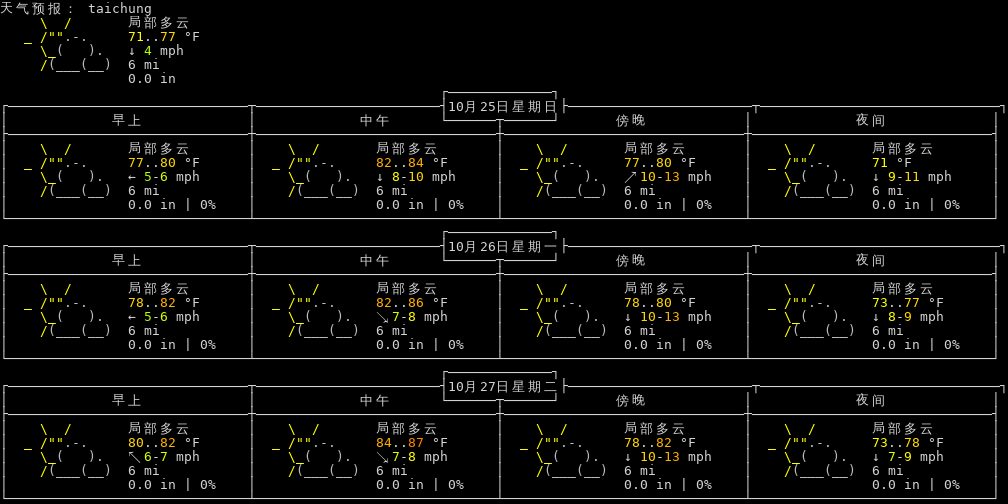 天气预报： taichung
局部多云
71..77 °F
↓ 4 mph
6 mi
0.0 in
10月25日星期日
早上 中午 傍晚 夜间
局部多云 局部多云 局部多云 局部多云
77..80 °F 82..84 °F 77..80 °F 71 °F
← 5-6 mph ↓ 8-10 mph ↗ 10-13 mph ↓ 9-11 mph
6 mi 6 mi 6 mi 6 mi
0.0 in | 0% 0.0 in | 0% 0.0 in | 0% 0.0 in | 0%
10月26日星期一
早上 中午 傍晚 夜间
局部多云 局部多云 局部多云 局部多云
78..82 °F 82..86 °F 78..80 °F 73..77 °F
← 5-6 mph ↘ 7-8 mph ↓ 10-13 mph ↓ 8-9 mph
6 mi 6 mi 6 mi 6 mi
0.0 in | 0% 0.0 in | 0% 0.0 in | 0% 0.0 in | 0%
10月27日星期二
早上 中午 傍晚 夜间
局部多云 局部多云 局部多云 局部多云
80..82 °F 84..87 °F 78..82 °F 73..78 °F
↖ 6-7 mph ↘ 7-8 mph ↓ 10-13 mph ↓ 7-9 mph
6 mi 6 mi 6 mi 6 mi
0.0 in | 0% 0.0 in | 0% 0.0 in | 0% 0.0 in | 0%